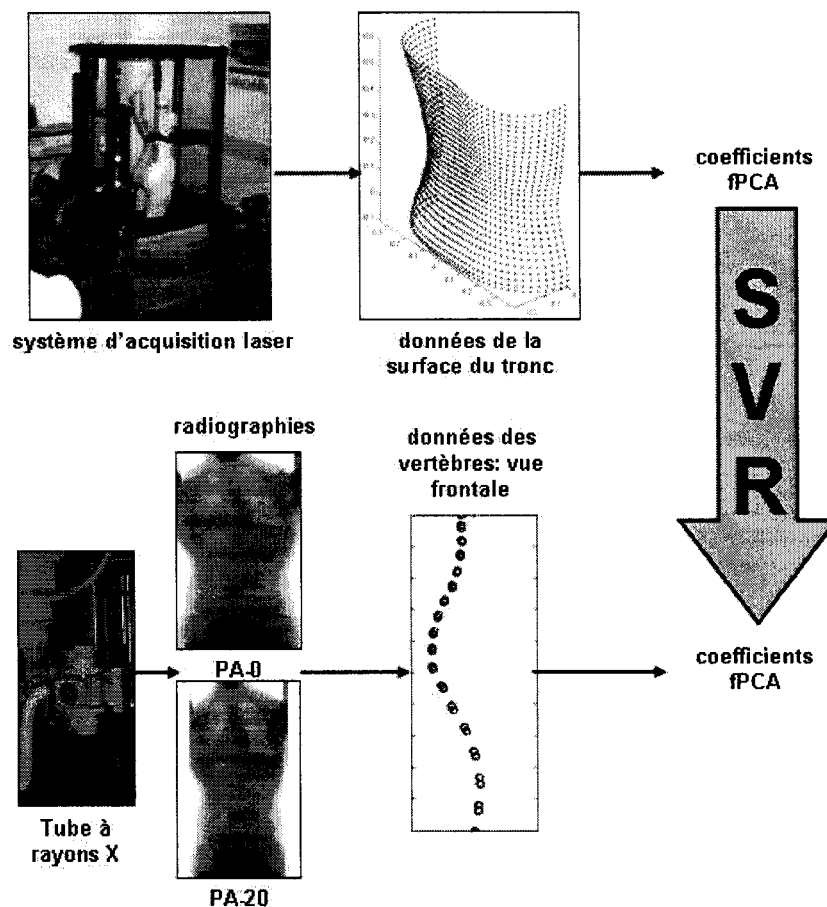 système d'acquisition laser
données de la
surface du tronc
coefficients
fPCA
S
V
R
radiographies
données des
vertèbres: vue
frontale
PA-0
coefficients
fPCA
Tube à
rayons X
PA-20